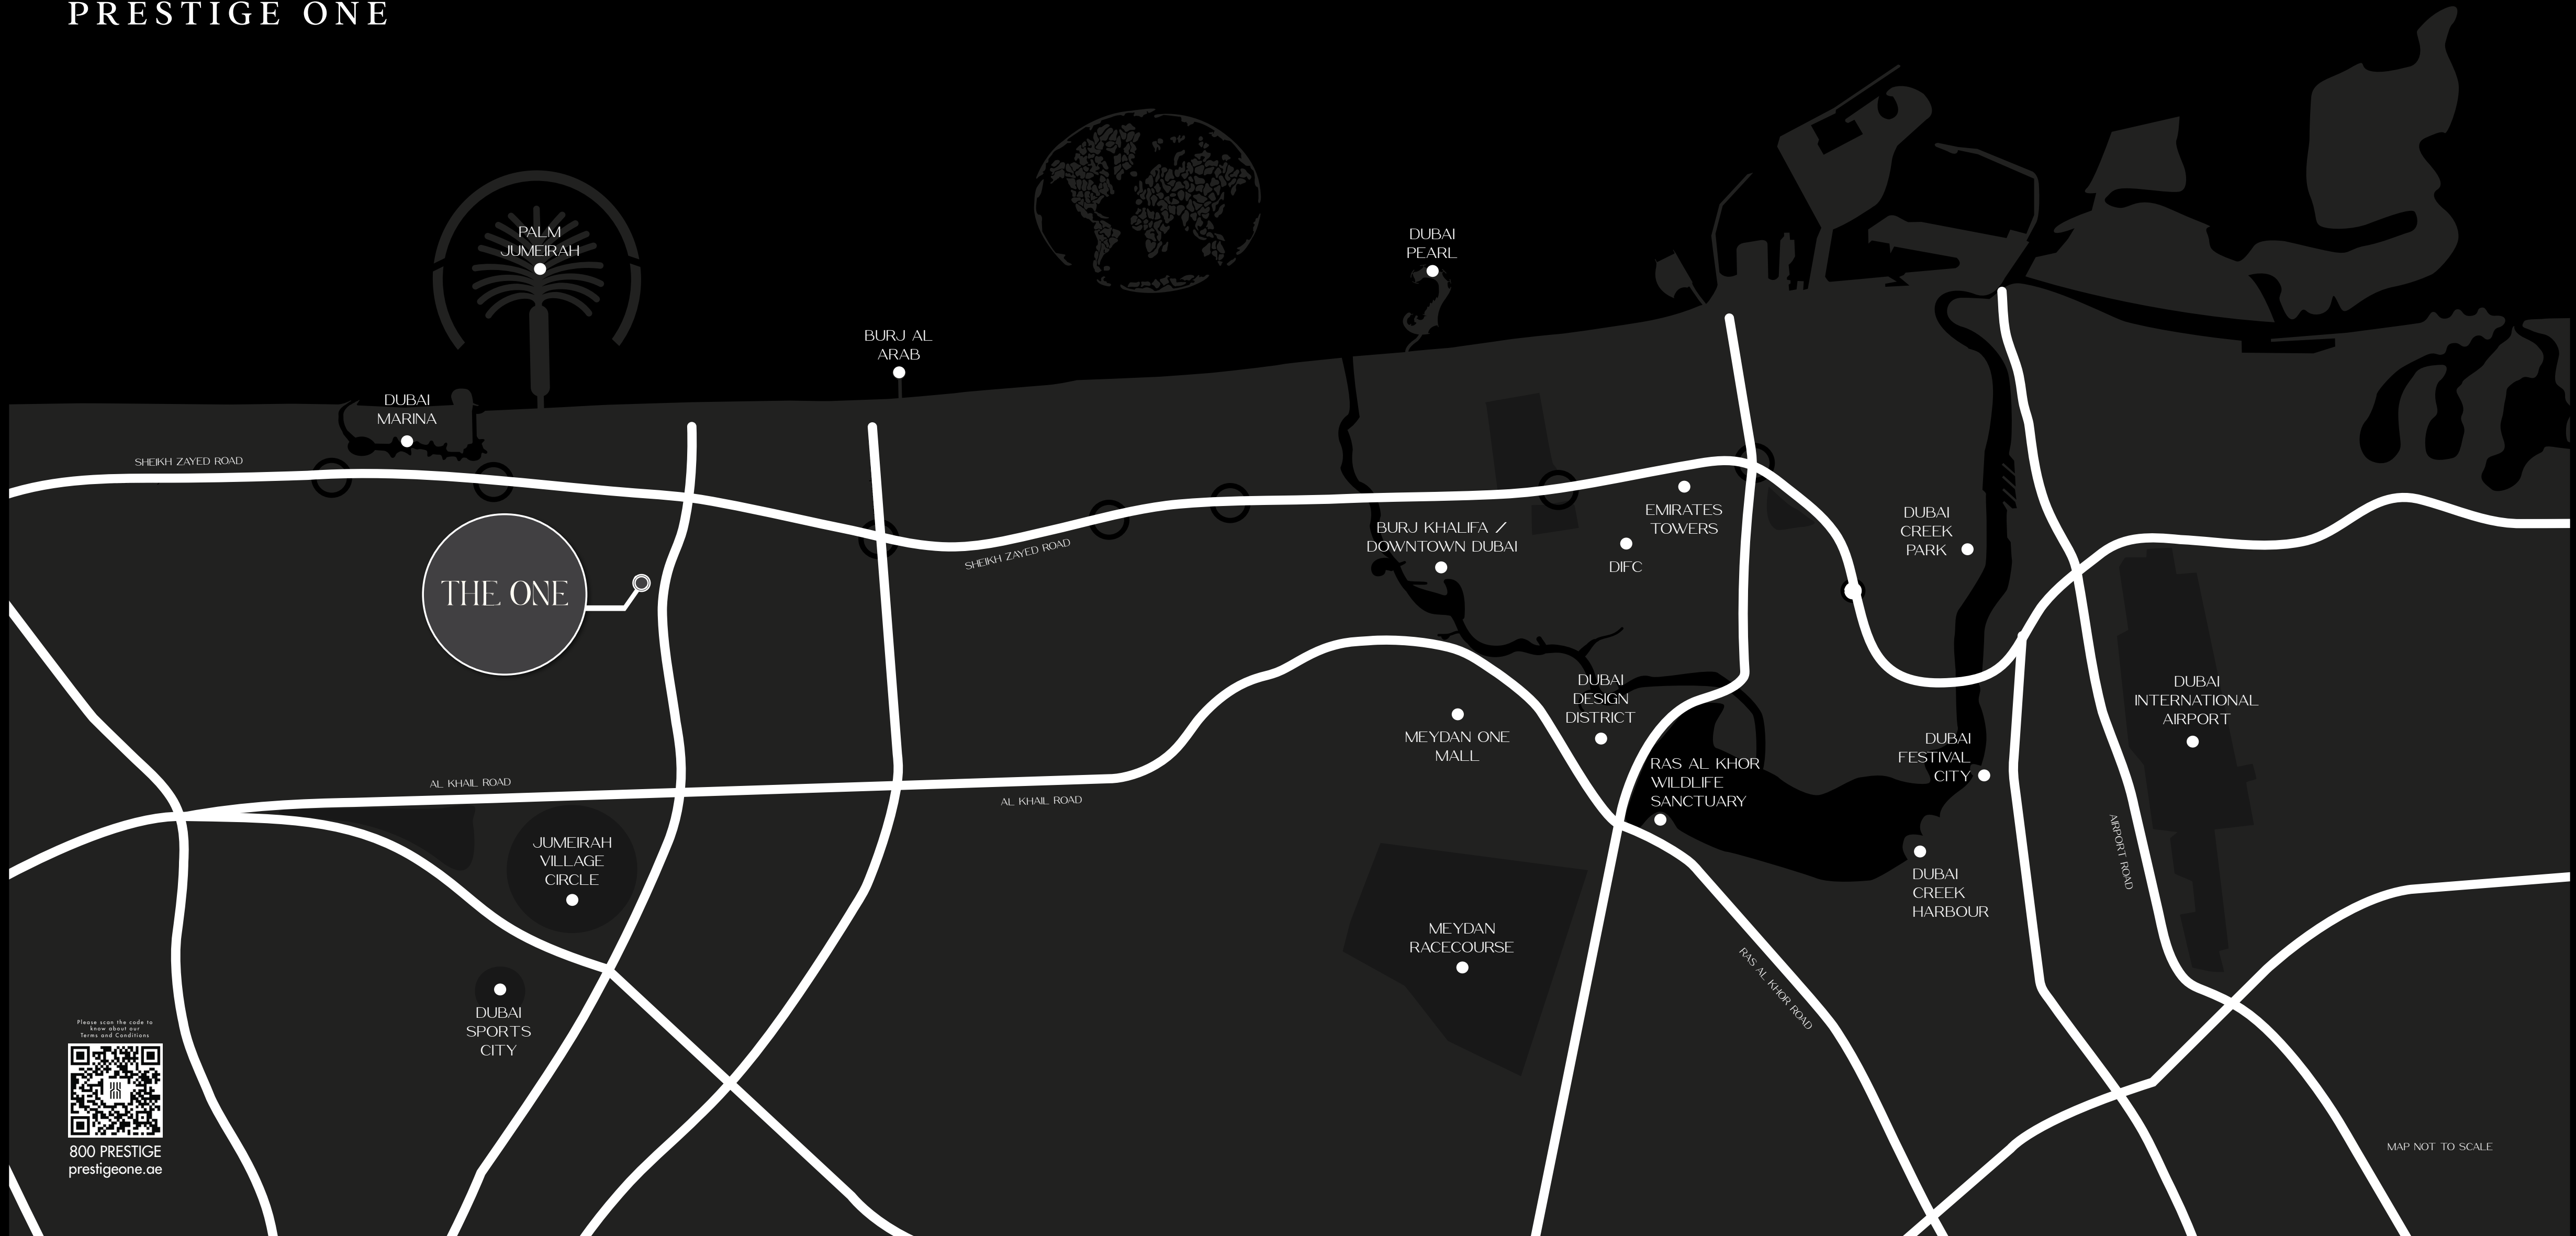 PRESTIGE ONE
PALM
JUMEIRAH
DUBAI
PEARL
BURJ AL
ARAB
DUBAI
MARINA
SHEIKH ZAYED ROAD
THE ONE
SHEIKH ZAYED ROAD
BURJ KHALIFA /
DOWNTOWN DUBAI
EMIRATES
TOWERS
DIFC
DUBAI
CREEK
PARK
DUBAI
DESIGN
DISTRICT
MEYDAN ONE
MALL
DUBAI
INTERNATIONAL
AIRPORT
DUBAI
FESTIVAL
CITY
RAS AL KHOR
WILDLIFE
SANCTUARY
AL KHAIL ROAD
AL KHAIL ROAD
JUMEIRAH
VILLAGE
CIRCLE
AIRPORT ROAD
DUBAI
CREEK
HARBOUR
MEYDAN
RACECOURSE
RAS AL KHOR ROAD
DUBAI
SPORTS
CITY
Please scan the code to
know about our
Terms and Conditions
800 PRESTIGE
prestigeone.ae
MAP NOT TO SCALE